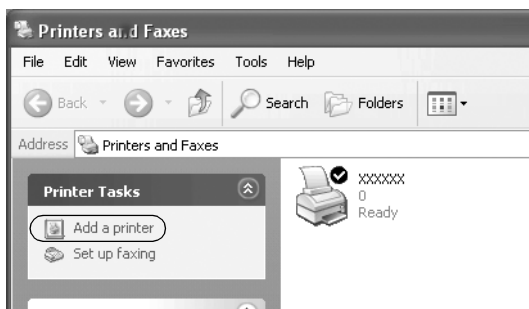 Printers and Faxes
File Edit View Favorites Tools Help
Back Search Folders
Address Printers and Faxes
Printer Tasks
Add a printer
Set up faxing
xxxxxx
0
Ready